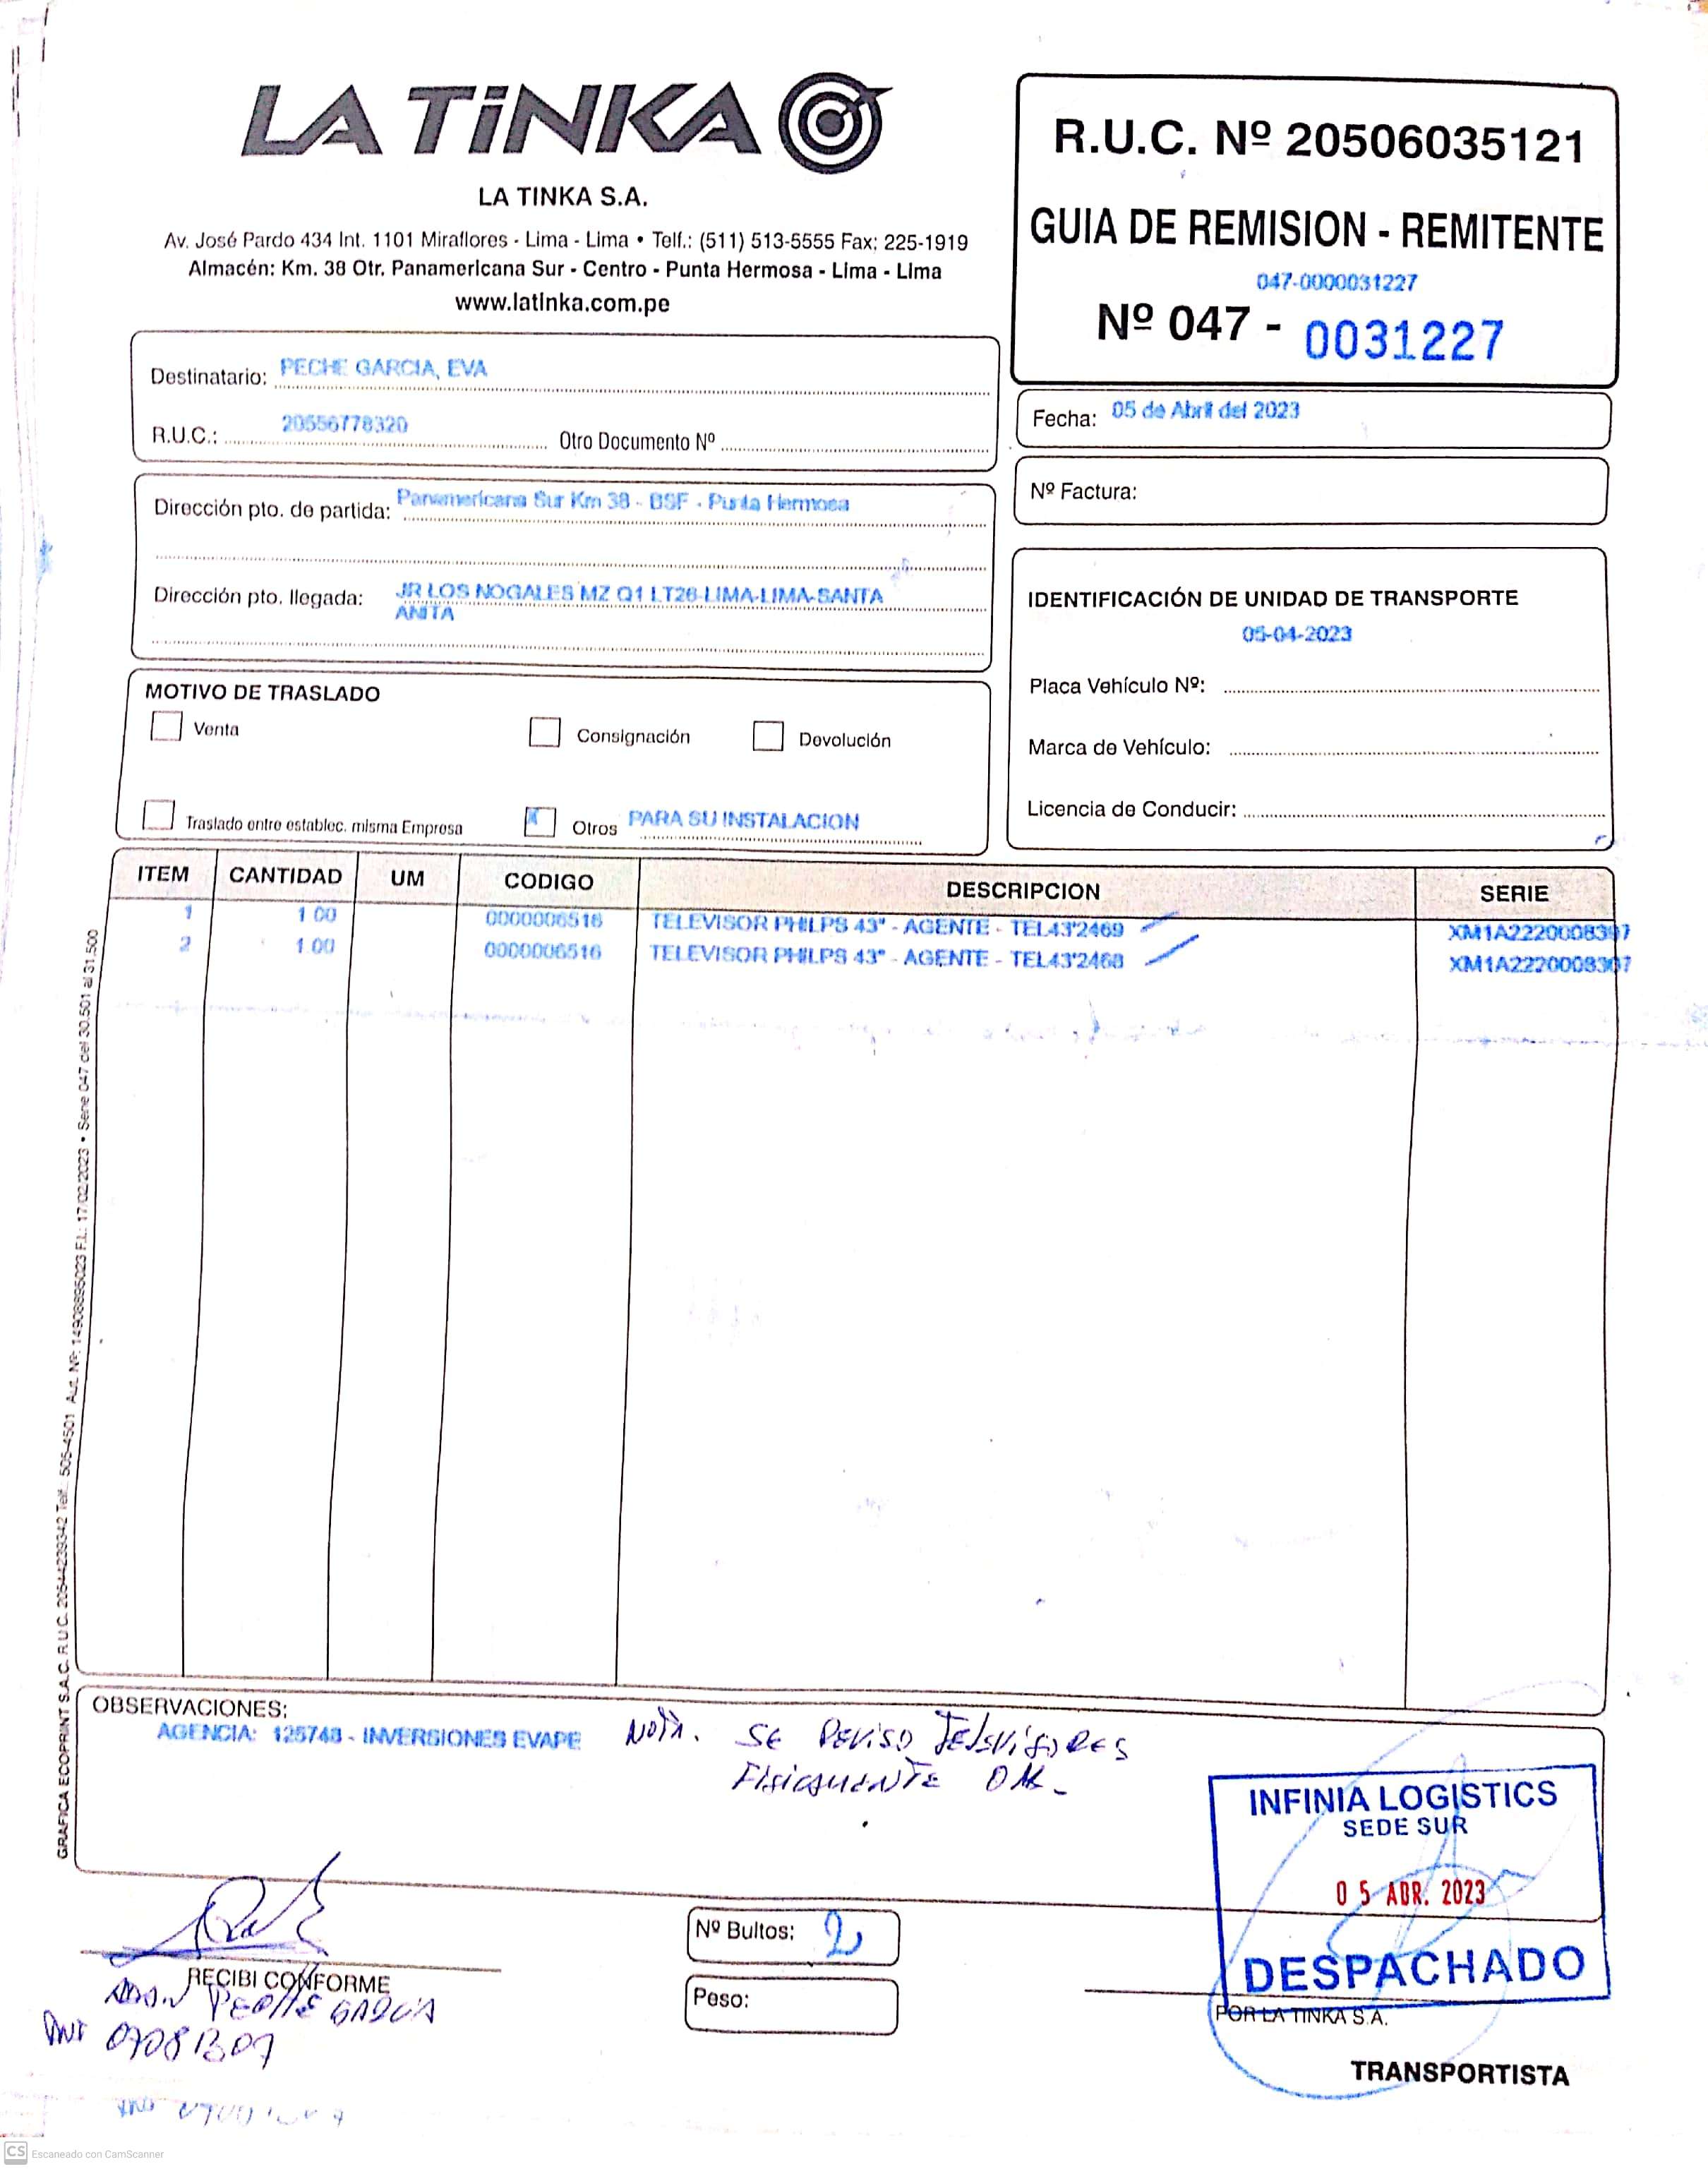 LA TiNKA
LA TINKA S.A.
Av. José Pardo 434 Int. 1101 Miraflores - Lima - Lima • Telf.: (511) 513-5555 Fax: 225-1919
Almacén: Km. 38 Otr. Panamericana Sur - Centro - Punta Hermosa - Lima - Lima
www.latinka.com.pe
R.U.C. Nº 20506035121
GUIA DE REMISION - REMITENTE
047-0000031227
Nº 047 - 0031227
Destinatario: PECHE GARCIA, EVA
R.U.C.: 20556778320 Otro Documento Nº
Fecha: 05 de Abril del 2023
Nº Factura:
Dirección pto. de partida: Panamericana Sur Km 38 - BSF - Punta Hermosa
Dirección pto. llegada: JR LOS NOGALES MZ Q1 LT26-LIMA-LIMA-SANTA
ANITA
IDENTIFICACIÓN DE UNIDAD DE TRANSPORTE
05-04-2023
Placa Vehículo Nº:
Marca de Vehículo:
Licencia de Conducir:
MOTIVO DE TRASLADO
Venta Consignación Devolución
Traslado entre establec. misma Empresa X Otros PARA SU INSTALACION
ITEM CANTIDAD UM CODIGO DESCRIPCION SERIE
1 1.00 0000006516 TELEVISOR PHILPS 43" - AGENTE - TEL43'2469
2 1.00 0000006516 TELEVISOR PHILPS 43" - AGENTE - TEL43'2468
GRAFICA ECOPRINT S.A.C. R.U.C. 20544239342 Telf.: 505-4501 Aut. Nº: 14908895023 F.I.: 17/02/2023 • Serie 047 del 30,501 al 31,500
OBSERVACIONES:
AGENCIA: 125748 - INVERSIONES EVAPE
NOTA. SE REVISO TELEVISORES
FISICAMENTE OK-
INFINIA LOGISTICS
SEDE SUR
05 ABR. 2023
DESPACHADO
POR LA TINKA S.A.
TRANSPORTISTA
Nº Bultos: 2
Peso:
RECIBI CONFORME
PECHE GARCIA
DNI 07081307
CS Escaneado con CamScanner